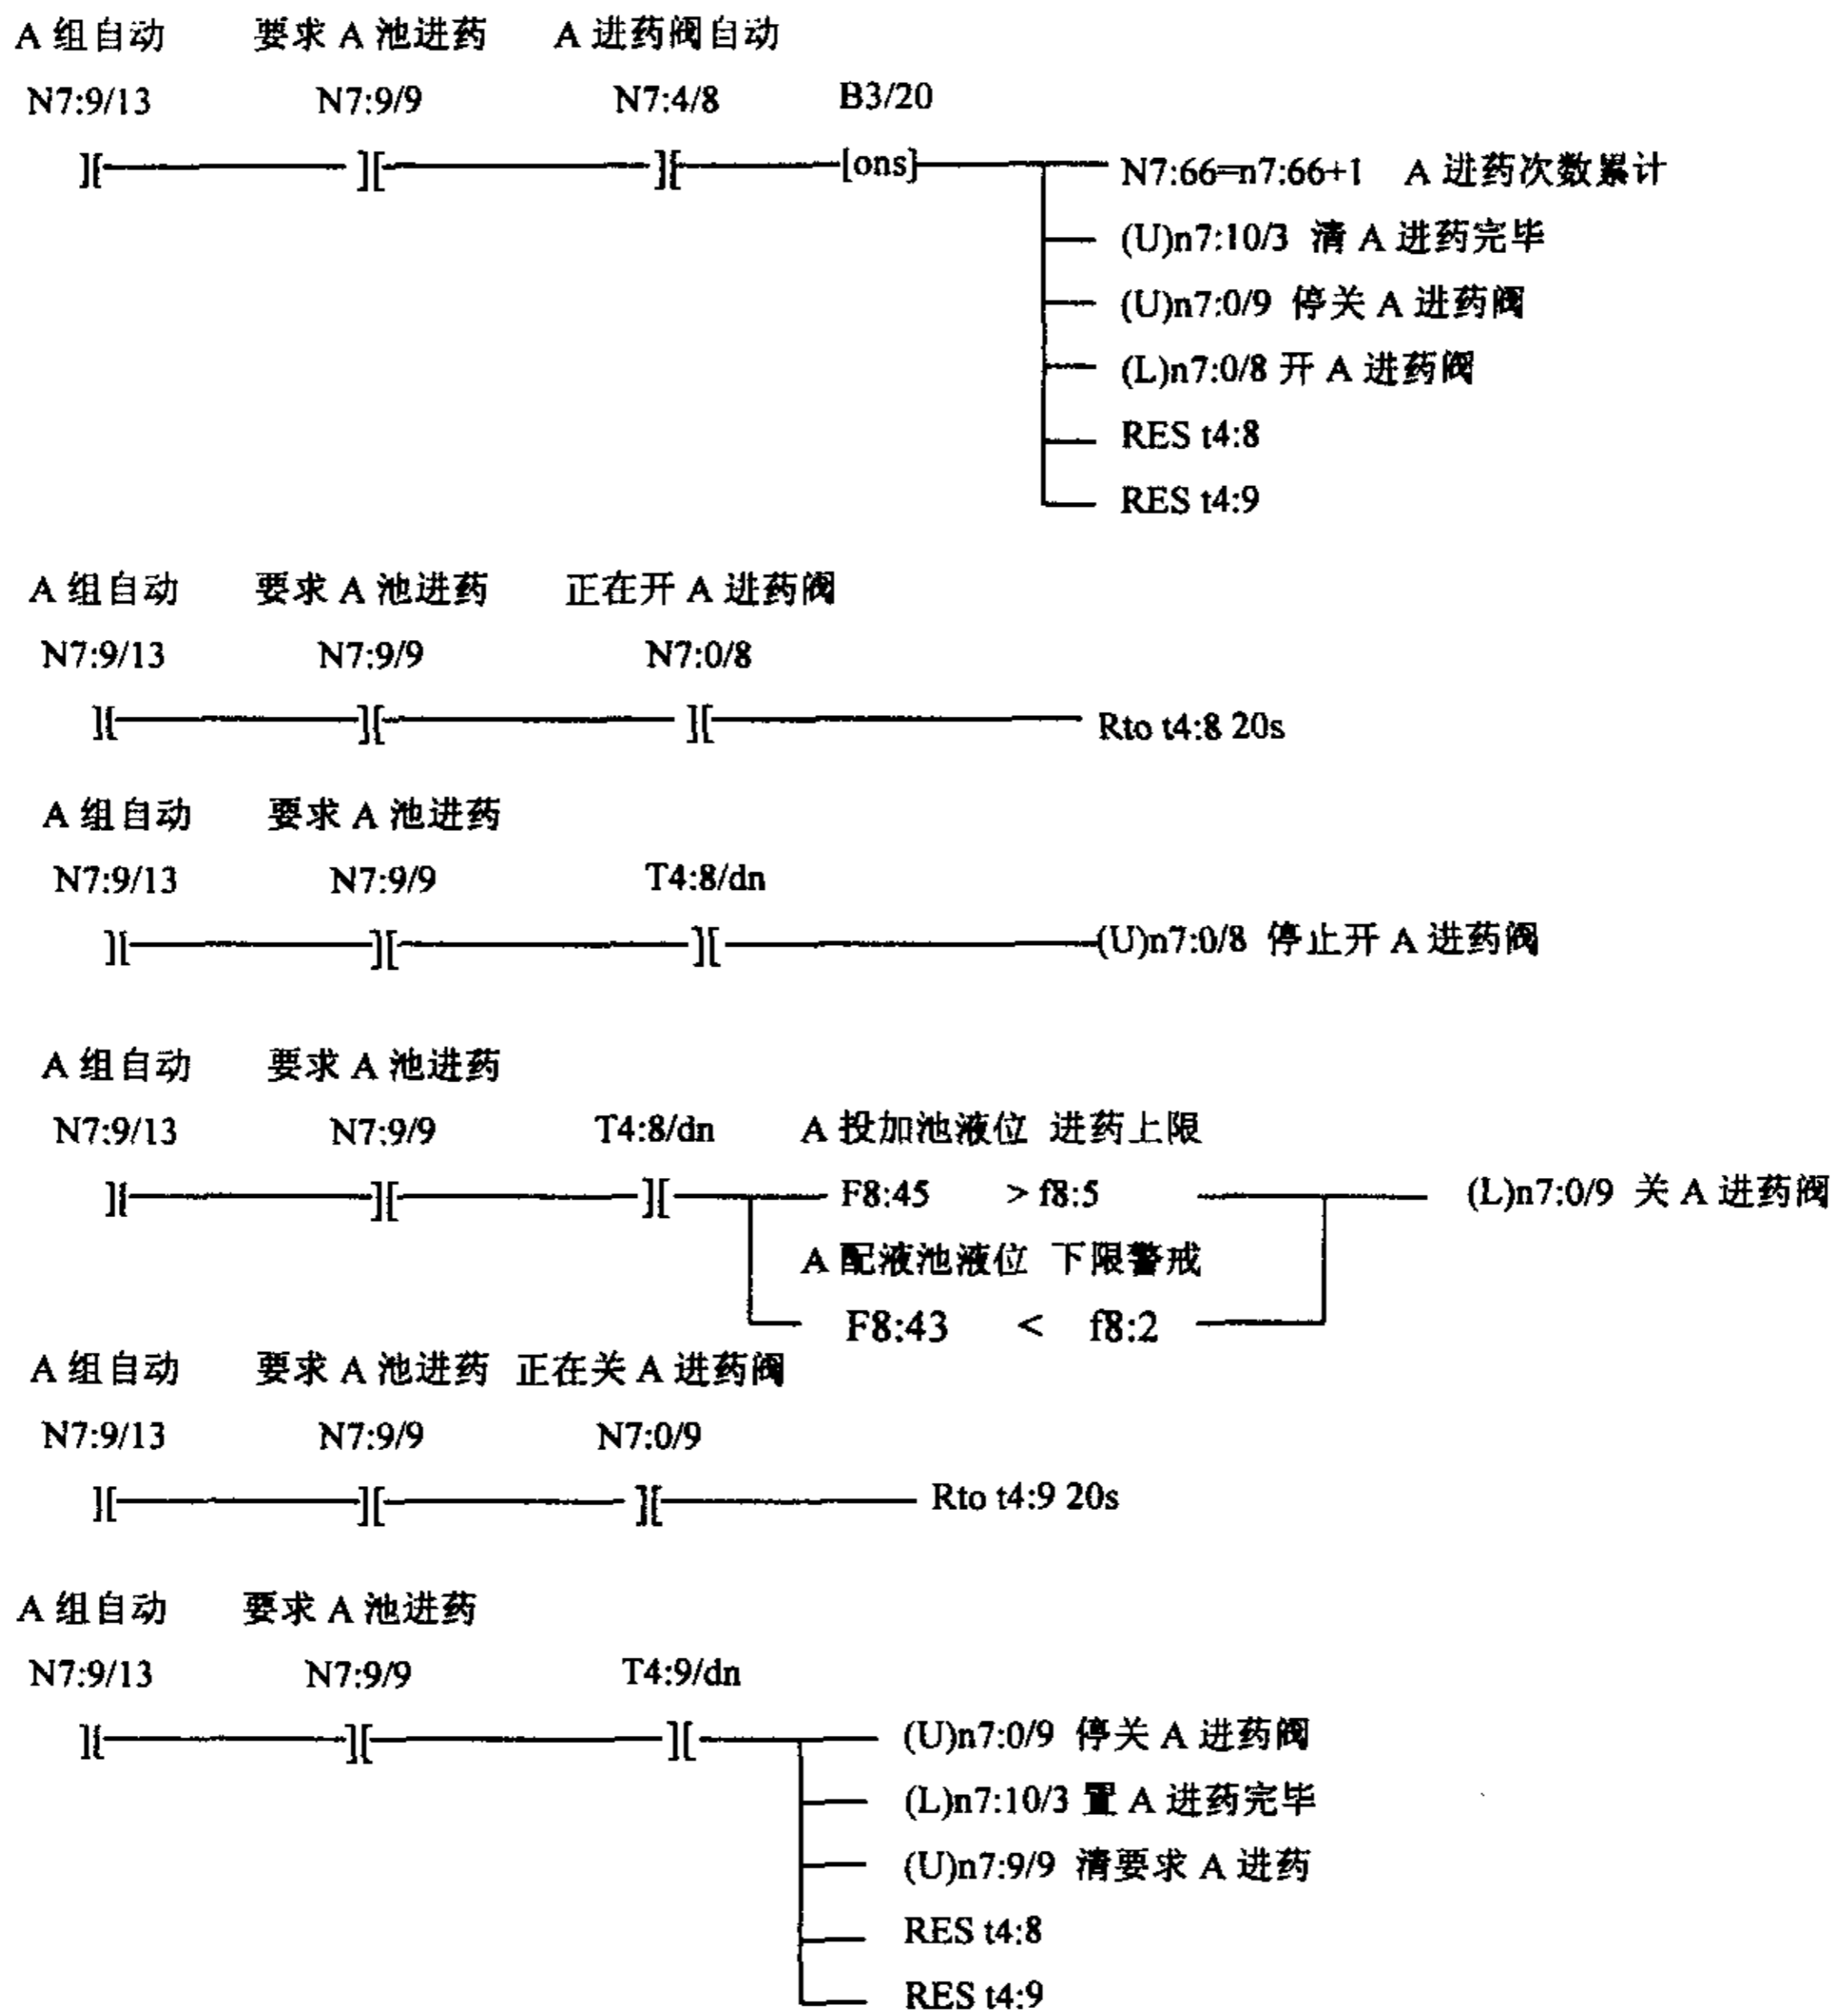 A 组自动 要求 A 池进药 A 进药阀自动
N7:9/13 N7:9/9 N7:4/8 B3/20
][ ][ ][ [ons] N7:66=n7:66+1 A 进药次数累计
(U)n7:10/3 清 A 进药完毕
(U)n7:0/9 停关 A 进药阀
(L)n7:0/8 开 A 进药阀
RES t4:8
RES t4:9
A 组自动 要求 A 池进药 正在开 A 进药阀
N7:9/13 N7:9/9 N7:0/8
][ ][ ][ Rto t4:8 20s
A 组自动 要求 A 池进药
N7:9/13 N7:9/9 T4:8/dn
][ ][ ][ (U)n7:0/8 停止开 A 进药阀
A 组自动 要求 A 池进药
N7:9/13 N7:9/9 T4:8/dn A 投加池液位 进药上限
][ ][ ][ F8:45 > f8:5 (L)n7:0/9 关 A 进药阀
A 配液池液位 下限警戒
F8:43 < f8:2
A 组自动 要求 A 池进药 正在关 A 进药阀
N7:9/13 N7:9/9 N7:0/9
][ ][ ][ Rto t4:9 20s
A 组自动 要求 A 池进药
N7:9/13 N7:9/9 T4:9/dn
][ ][ ][ (U)n7:0/9 停关 A 进药阀
(L)n7:10/3 置 A 进药完毕
(U)n7:9/9 清要求 A 进药
RES t4:8
RES t4:9